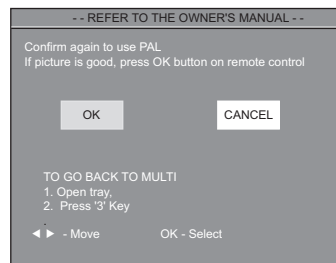 - - REFER TO THE OWNER'S MANUAL - -
Confirm again to use PAL
If picture is good, press OK button on remote control
OK
CANCEL
TO GO BACK TO MULTI
1. Open tray,
2. Press '3' Key
- Move
OK - Select